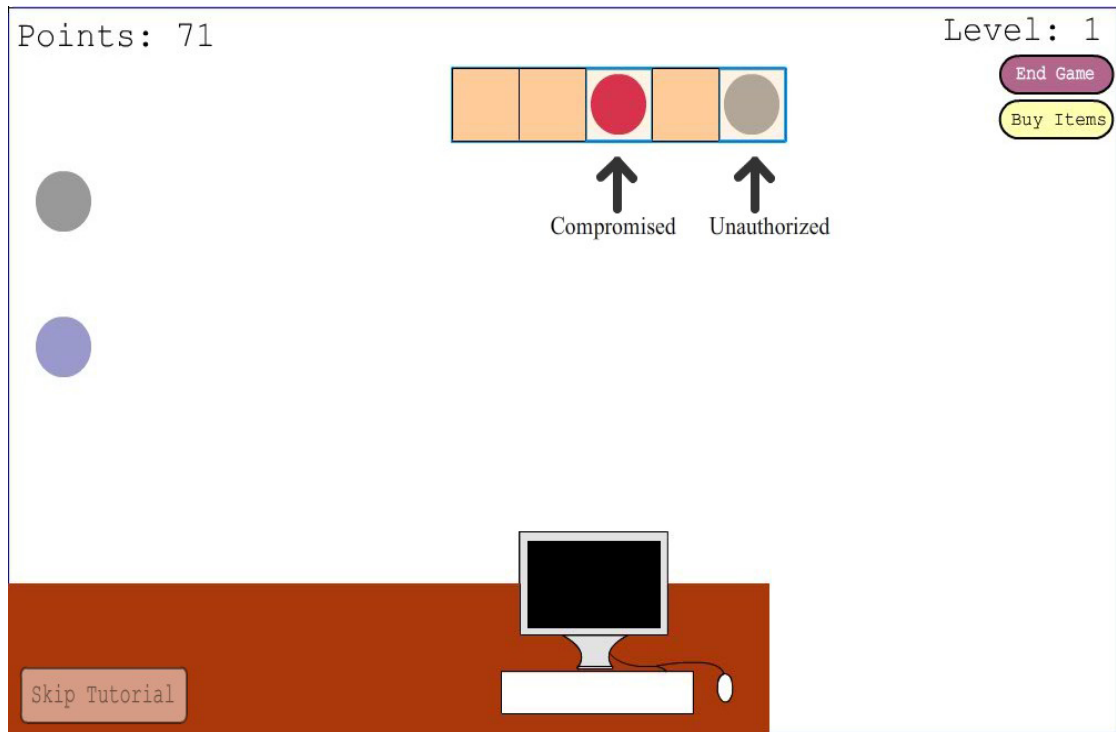 Points: 71
Level: 1
End Game
Buy Items
Compromised
Unauthorized
Skip Tutorial